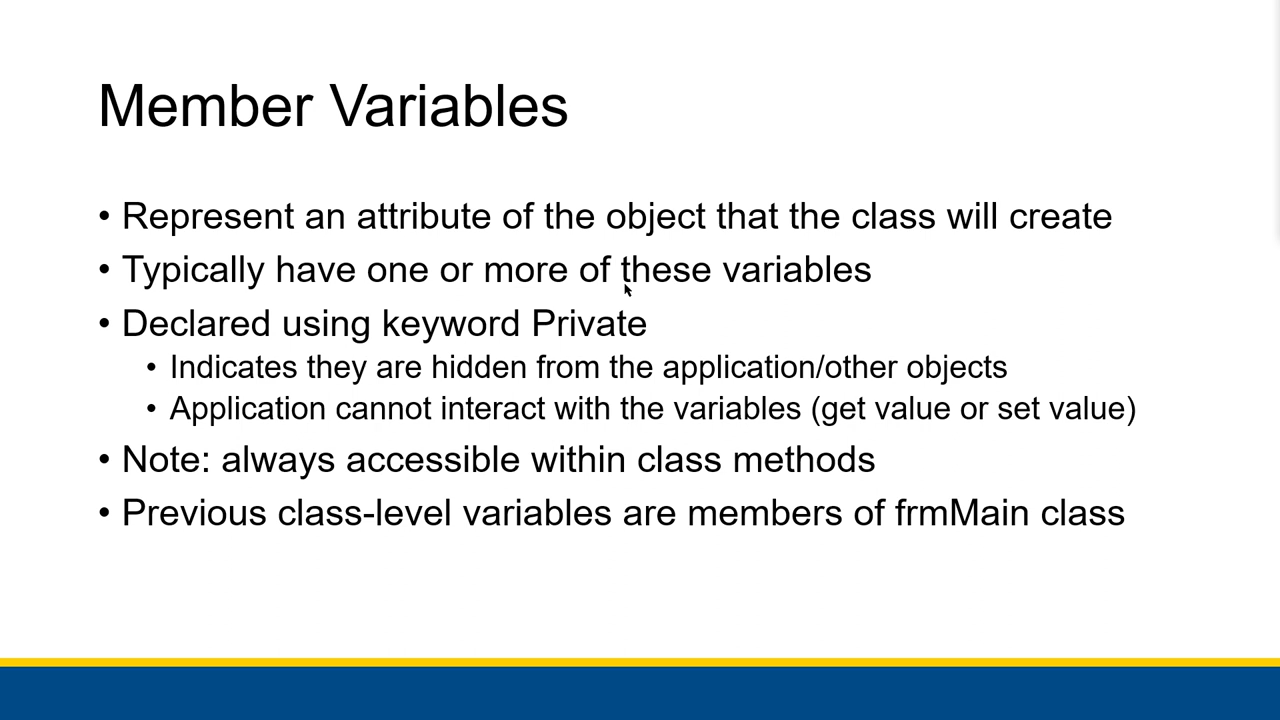 Member Variables
• Represent an attribute of the object that the class will create
• Typically have one or more of these variables
• Declared using keyword Private
• Indicates they are hidden from the application/other objects
• Application cannot interact with the variables (get value or set value)
• Note: always accessible within class methods
• Previous class-level variables are members of frmMain class